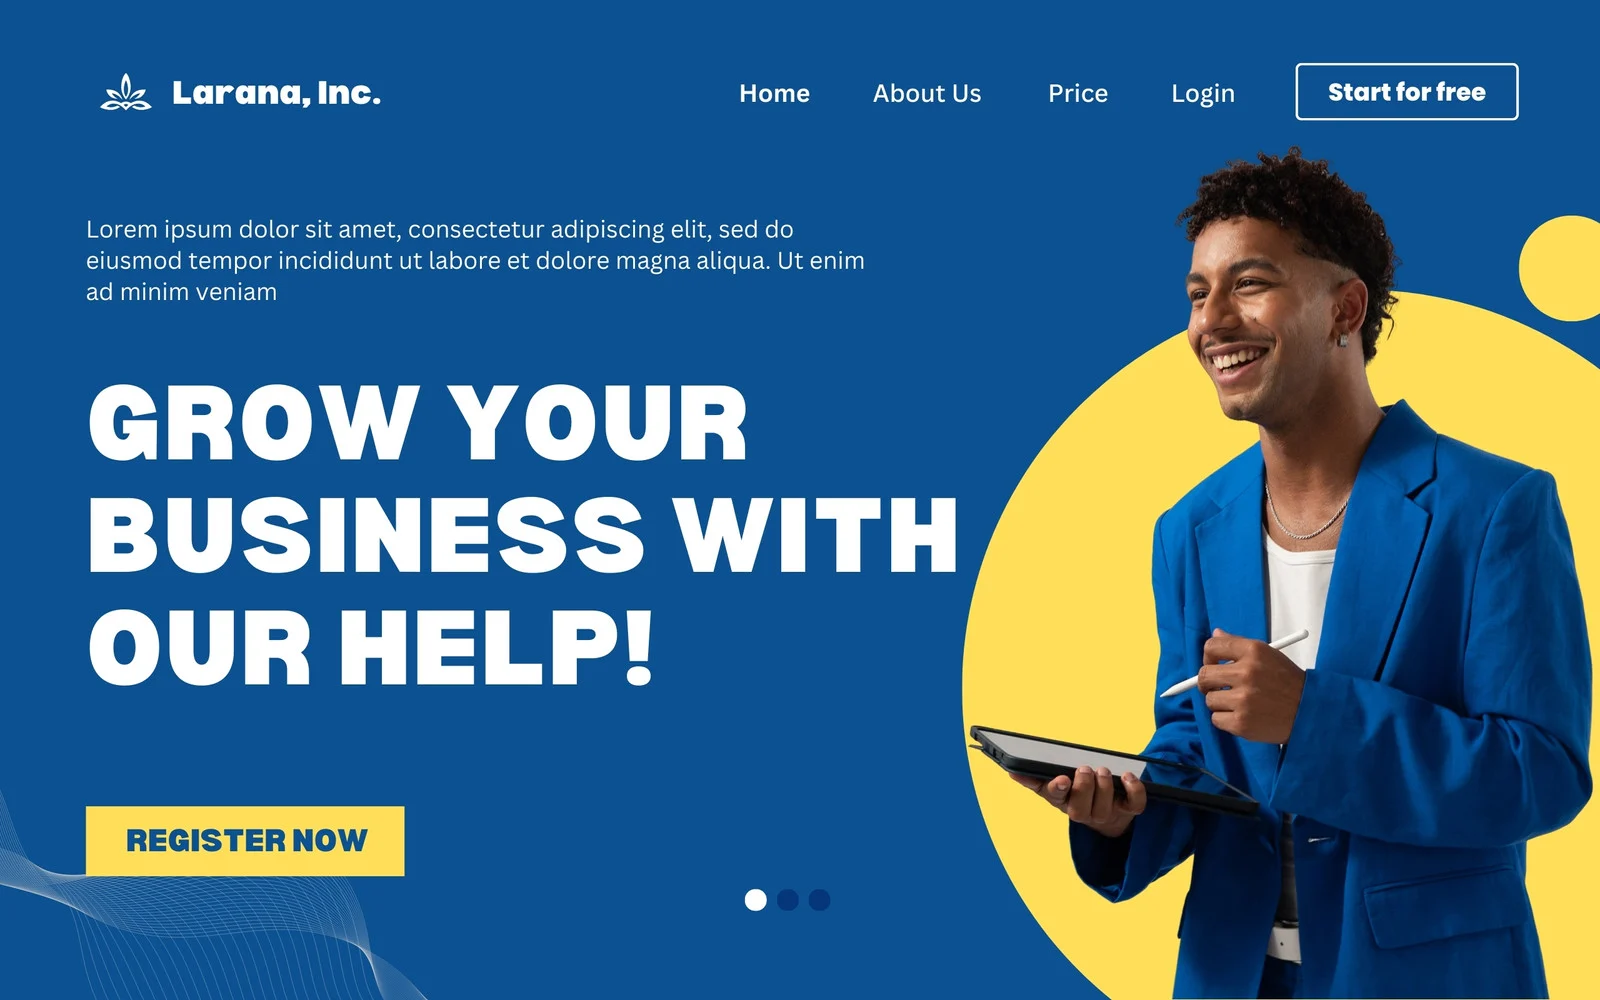 Larana, Inc.
Home About Us Price Login Start for free
Lorem ipsum dolor sit amet, consectetur adipiscing elit, sed do
eiusmod tempor incididunt ut labore et dolore magna aliqua. Ut enim
ad minim veniam
GROW YOUR
BUSINESS WITH
OUR HELP!
REGISTER NOW